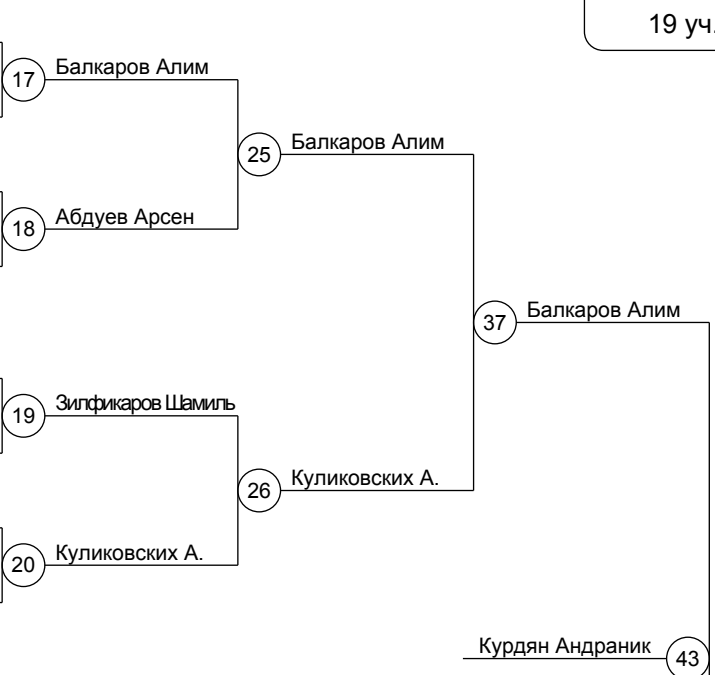 19 уч.
17 Балкаров Алим
25 Балкаров Алим
18 Абдуев Арсен
37 Балкаров Алим
19 Зилфикаров Шамиль
26 Куликовских А.
20 Куликовских А.
Курдян Андраник 43